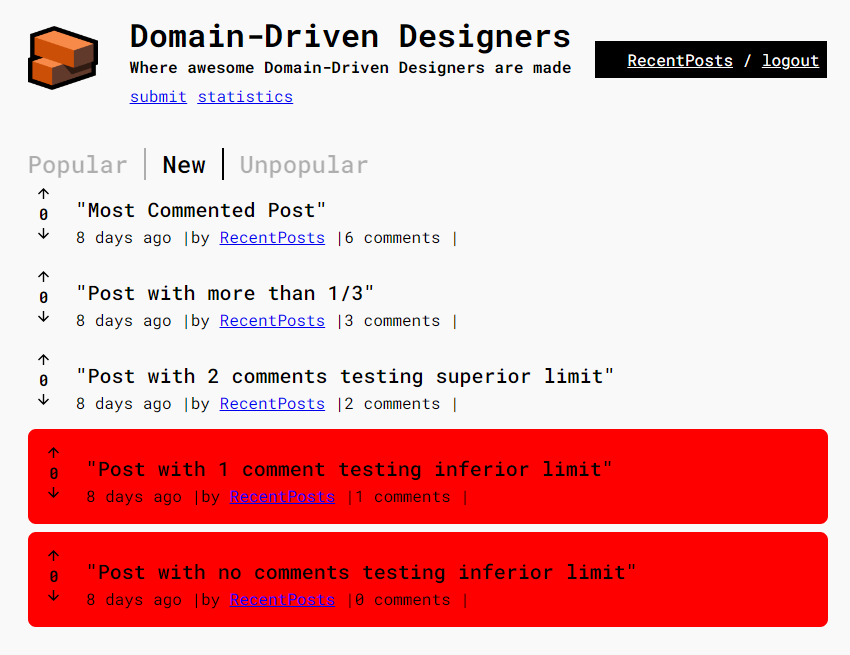 Domain-Driven Designers
Where awesome Domain-Driven Designers are made
submit statistics
RecentPosts / logout
Popular | New | Unpopular
↑
0
↓
"Most Commented Post"
8 days ago |by RecentPosts |6 comments |
↑
0
↓
"Post with more than 1/3"
8 days ago |by RecentPosts |3 comments |
↑
0
↓
"Post with 2 comments testing superior limit"
8 days ago |by RecentPosts |2 comments |
↑
0
↓
"Post with 1 comment testing inferior limit"
8 days ago |by RecentPosts |1 comments |
↑
0
↓
"Post with no comments testing inferior limit"
8 days ago |by RecentPosts |0 comments |